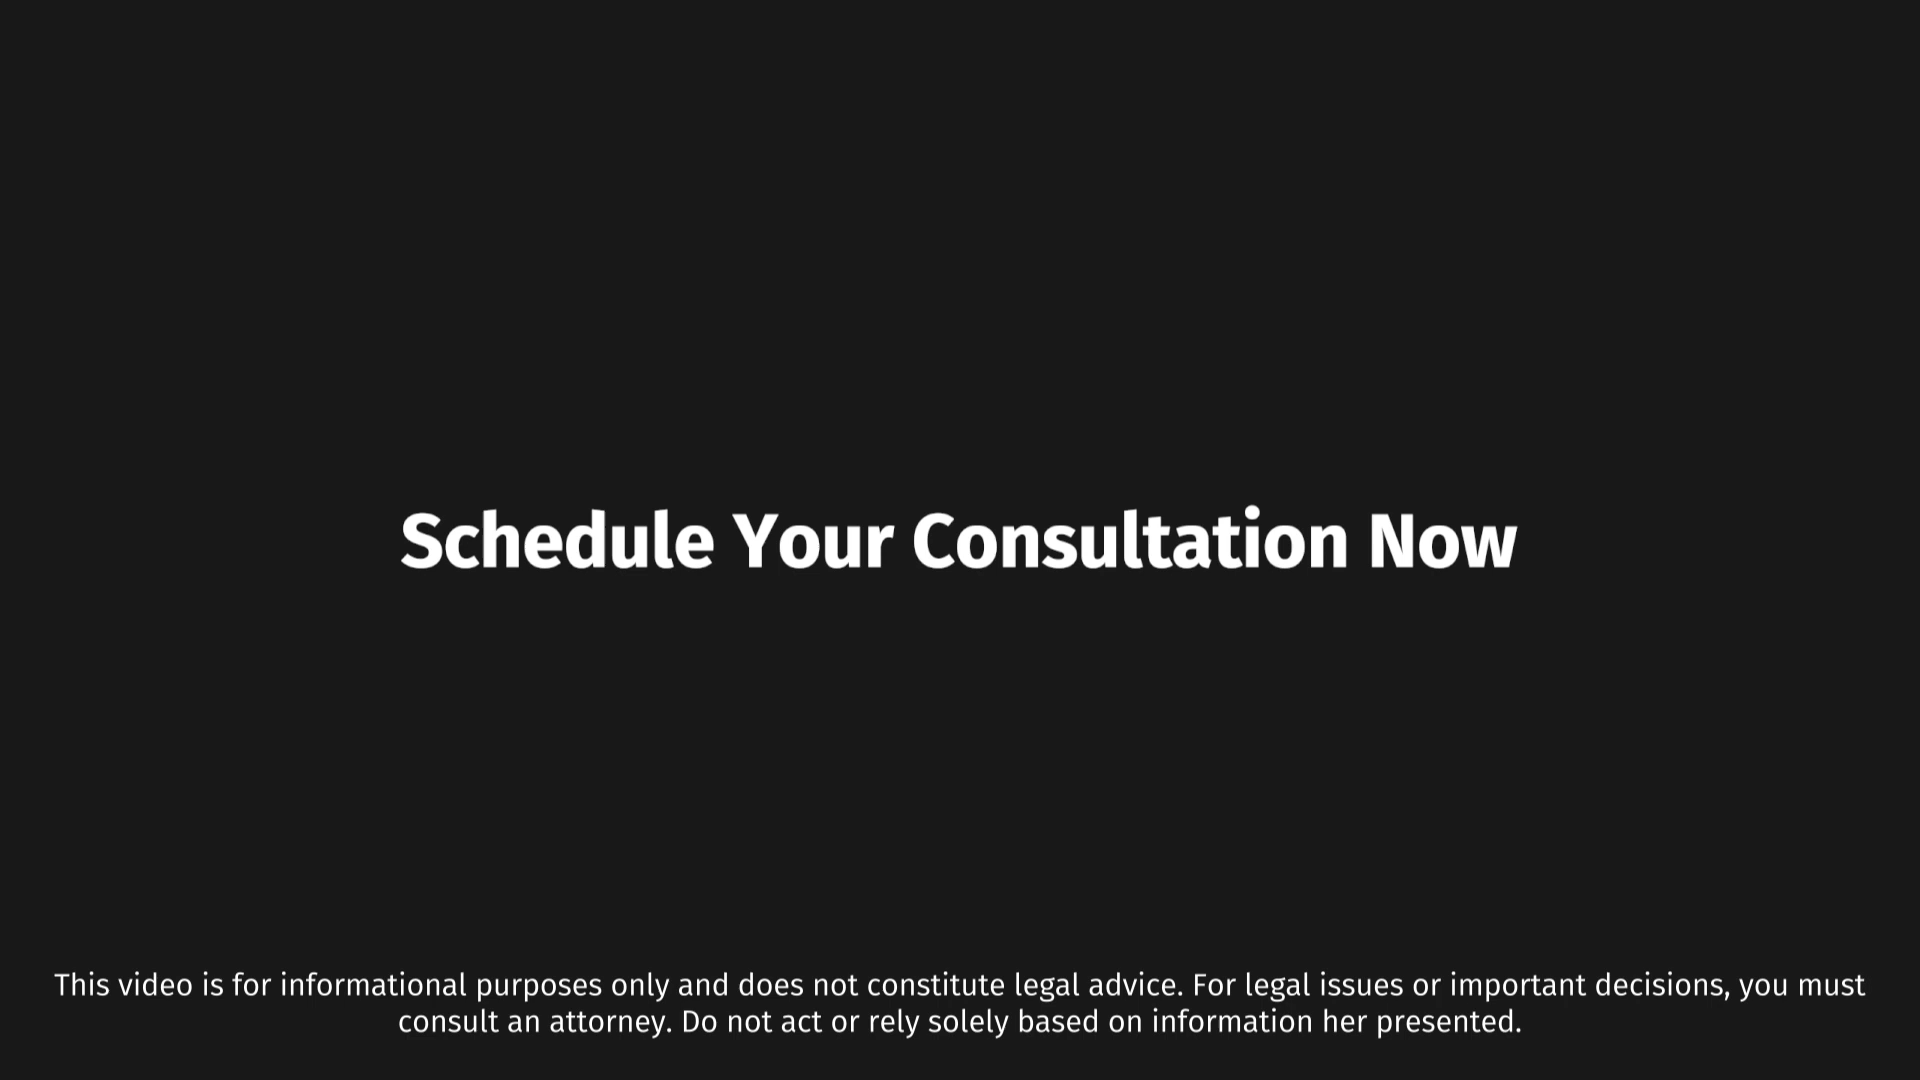 Schedule Your Consultation Now
This video is for informational purposes only and does not constitute legal advice. For legal issues or important decisions, you must
consult an attorney. Do not act or rely solely based on information her presented.